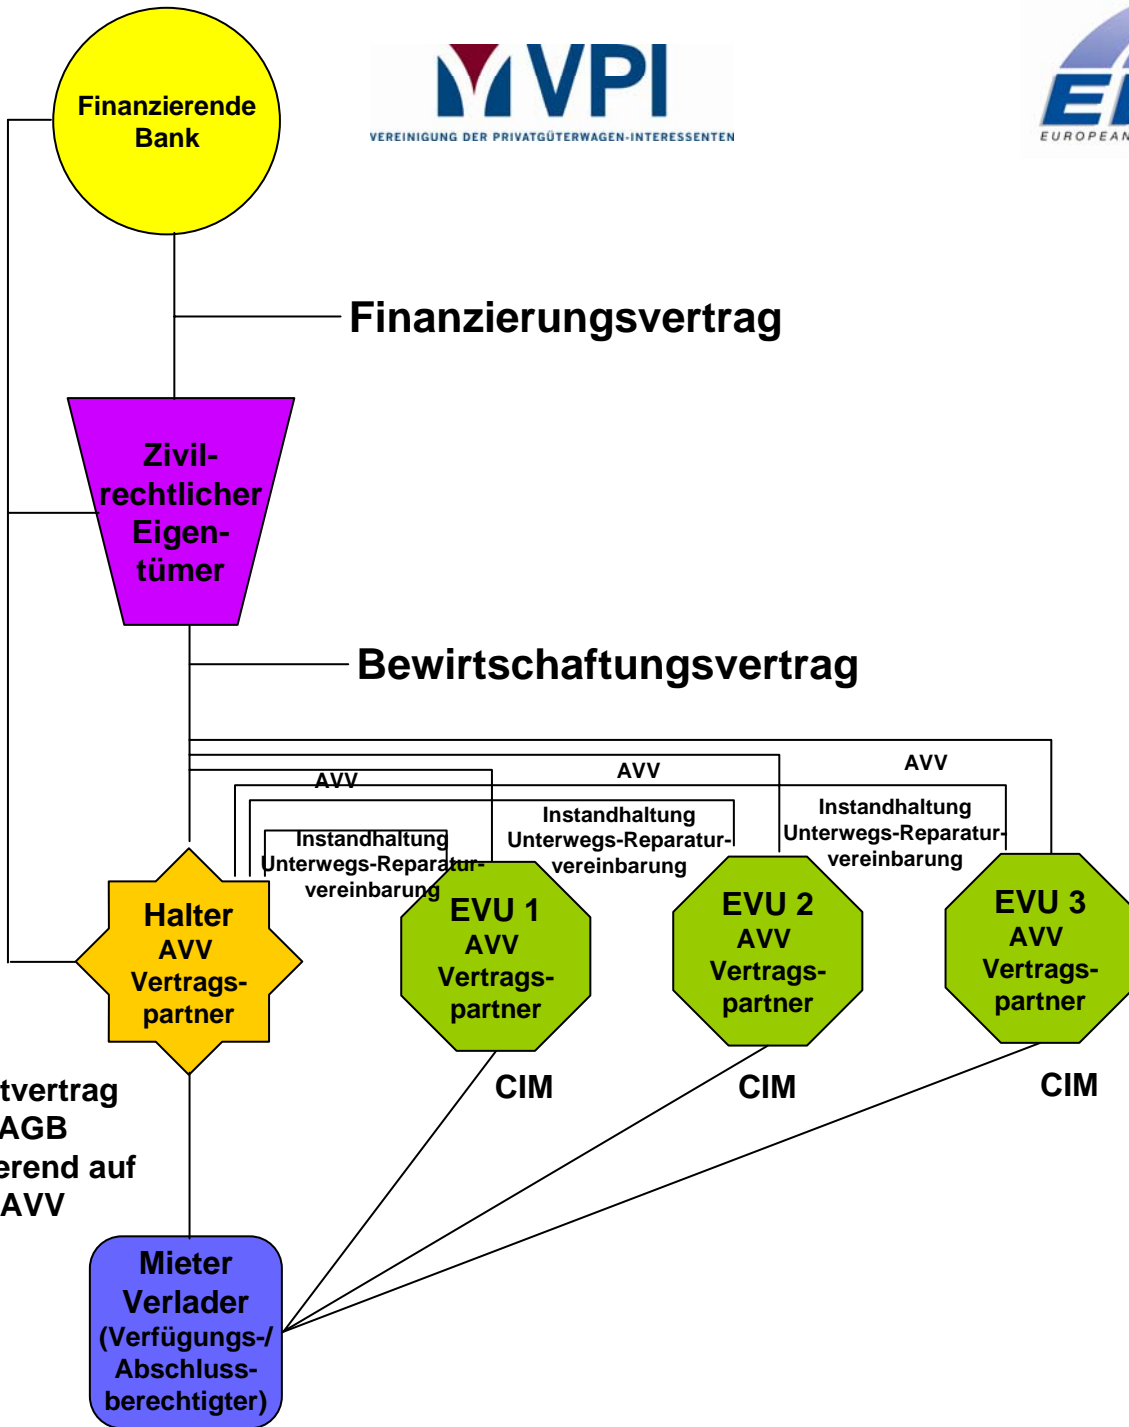 Finanzierende
Bank
VPI
VEREINIGUNG DER PRIVATGÜTERWAGEN-INTERESSENTEN
EUROPEAN
Finanzierungsvertrag
Zivil-
rechtlicher
Eigen-
tümer
Bewirtschaftungsvertrag
AVV
AVV
AVV
Instandhaltung
Unterwegs-Reparatur-
vereinbarung
Instandhaltung
Unterwegs-Reparatur-
vereinbarung
Instandhaltung
Unterwegs-Reparatur-
vereinbarung
Halter
AVV
Vertrags-
partner
EVU 1
AVV
Vertrags-
partner
EVU 2
AVV
Vertrags-
partner
EVU 3
AVV
Vertrags-
partner
CIM
CIM
CIM
tvertrag
AGB
erend auf
AVV
Mieter
Verlader
(Verfügungs-/
Abschluss-
berechtigter)